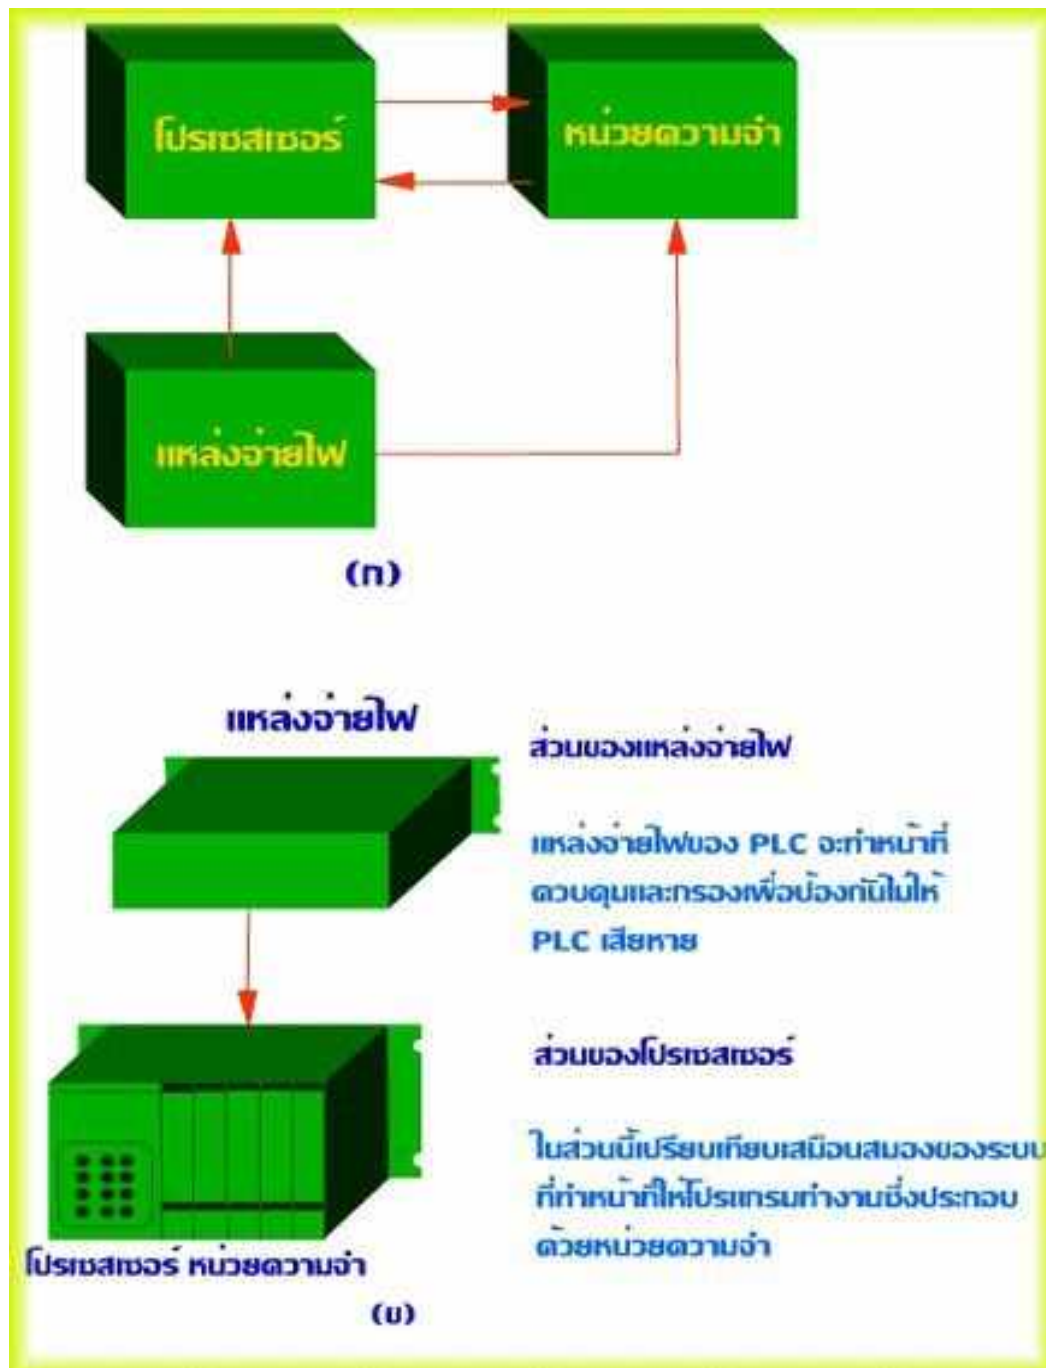 โปรเซสเซอร์
หน่วยความจำ
แหล่งจ่ายไฟ
(ก)
แหล่งจ่ายไฟ
ส่วนของแหล่งจ่ายไฟ
แหล่งจ่ายไฟของ PLC จะทำหน้าที่
ควบคุมและกรองเพื่อป้องกันไม่ให้
PLC เสียหาย
ส่วนของโปรเซสเซอร์
ในส่วนนี้เปรียบเทียบเสมือนสมองของระบบ
ที่ทำหน้าที่ให้โปรแกรมทำงานซึ่งประกอบ
ด้วยหน่วยความจำ
โปรเซสเซอร์ หน่วยความจำ
(ข)